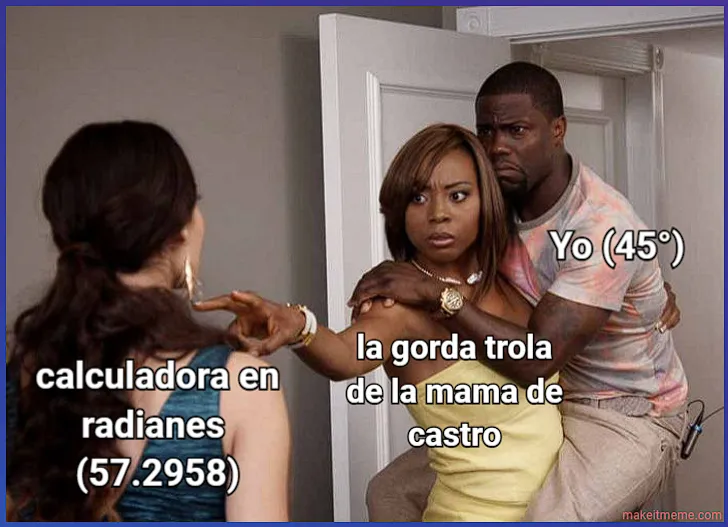 Yo (45°)
la gorda trola
de la mama de
castro
calculadora en
radianes
(57.2958)
makeitmeme.com